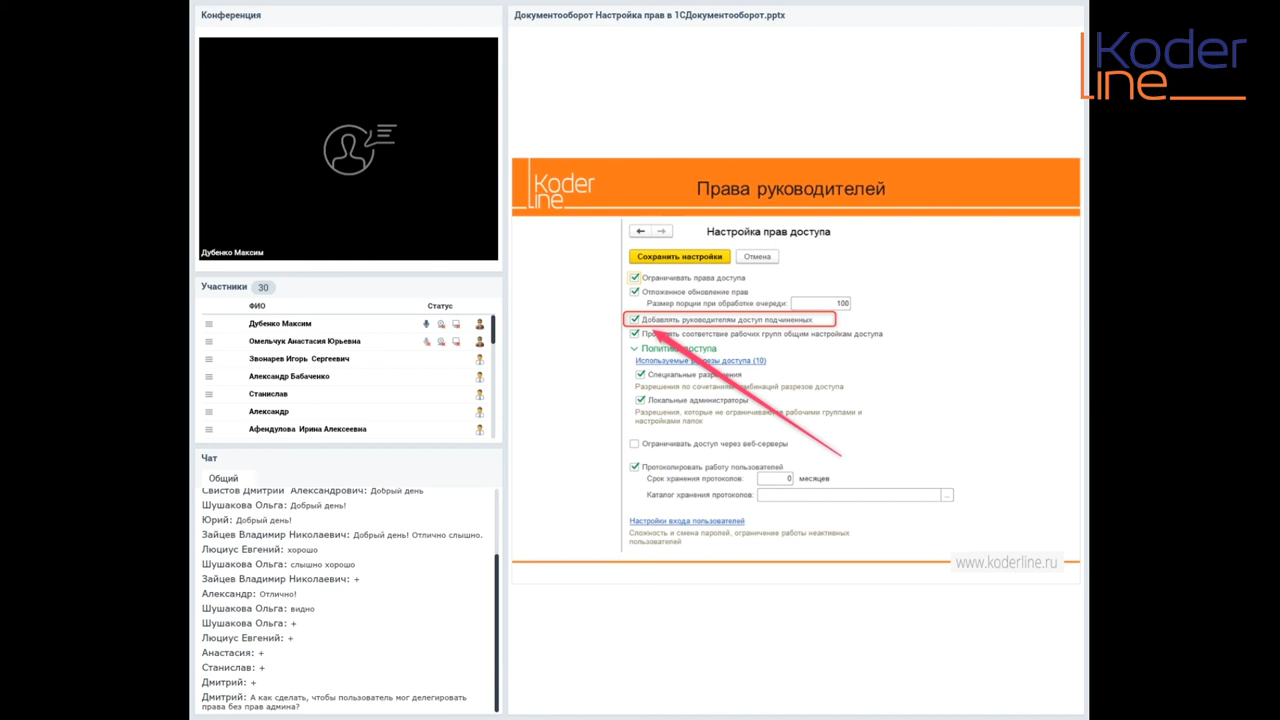 Конференция
Дубенко Максим
Участники 30
ФИО Статус
Дубенко Максим
Омельчук Анастасия Юрьевна
Звонарев Игорь Сергеевич
Александр Бабаченко
Станислав
Александр
Афендулова Ирина Алексеевна
Чат
Общий
Свистов Дмитрий Александрович: Добрый день
Шушакова Ольга: Добрый день!
Юрий: Добрый день!
Зайцев Владимир Николаевич: Добрый день! Отлично слышно.
Люциус Евгений: хорошо
Шушакова Ольга: слышно хорошо
Зайцев Владимир Николаевич: +
Александр: Отлично!
Шушакова Ольга: видно
Шушакова Ольга: +
Люциус Евгений: +
Анастасия: +
Станислав: +
Дмитрий: +
Дмитрий: А как сделать, чтобы пользователь мог делегировать
права без прав админа?
Документооборот Настройка прав в 1СДокументооборот.pptx
Koder
line
Koder
line
Права руководителей
Настройка прав доступа
Сохранить настройки Отмена
Ограничивать права доступа
Отложенное обновление прав
Размер порции при обработке очереди: 100
Добавлять руководителям доступ подчиненных
соответствие рабочих групп общим настройкам доступа
Политика доступа
Используемые разрезы доступа (10)
Специальные разрешения
Разрешения по сочетаниям комбинаций разрезов доступа
Локальные администраторы
Разрешения, которые не ограничиваются рабочими группами и
настройками папок
Ограничивать доступ через веб-серверы
Протоколировать работу пользователей
Срок хранения протоколов: 0 месяцев
Каталог хранения протоколов: ...
Настройки входа пользователей
Сложность и смена паролей, ограничение работы неактивных
пользователей
www.koderline.ru